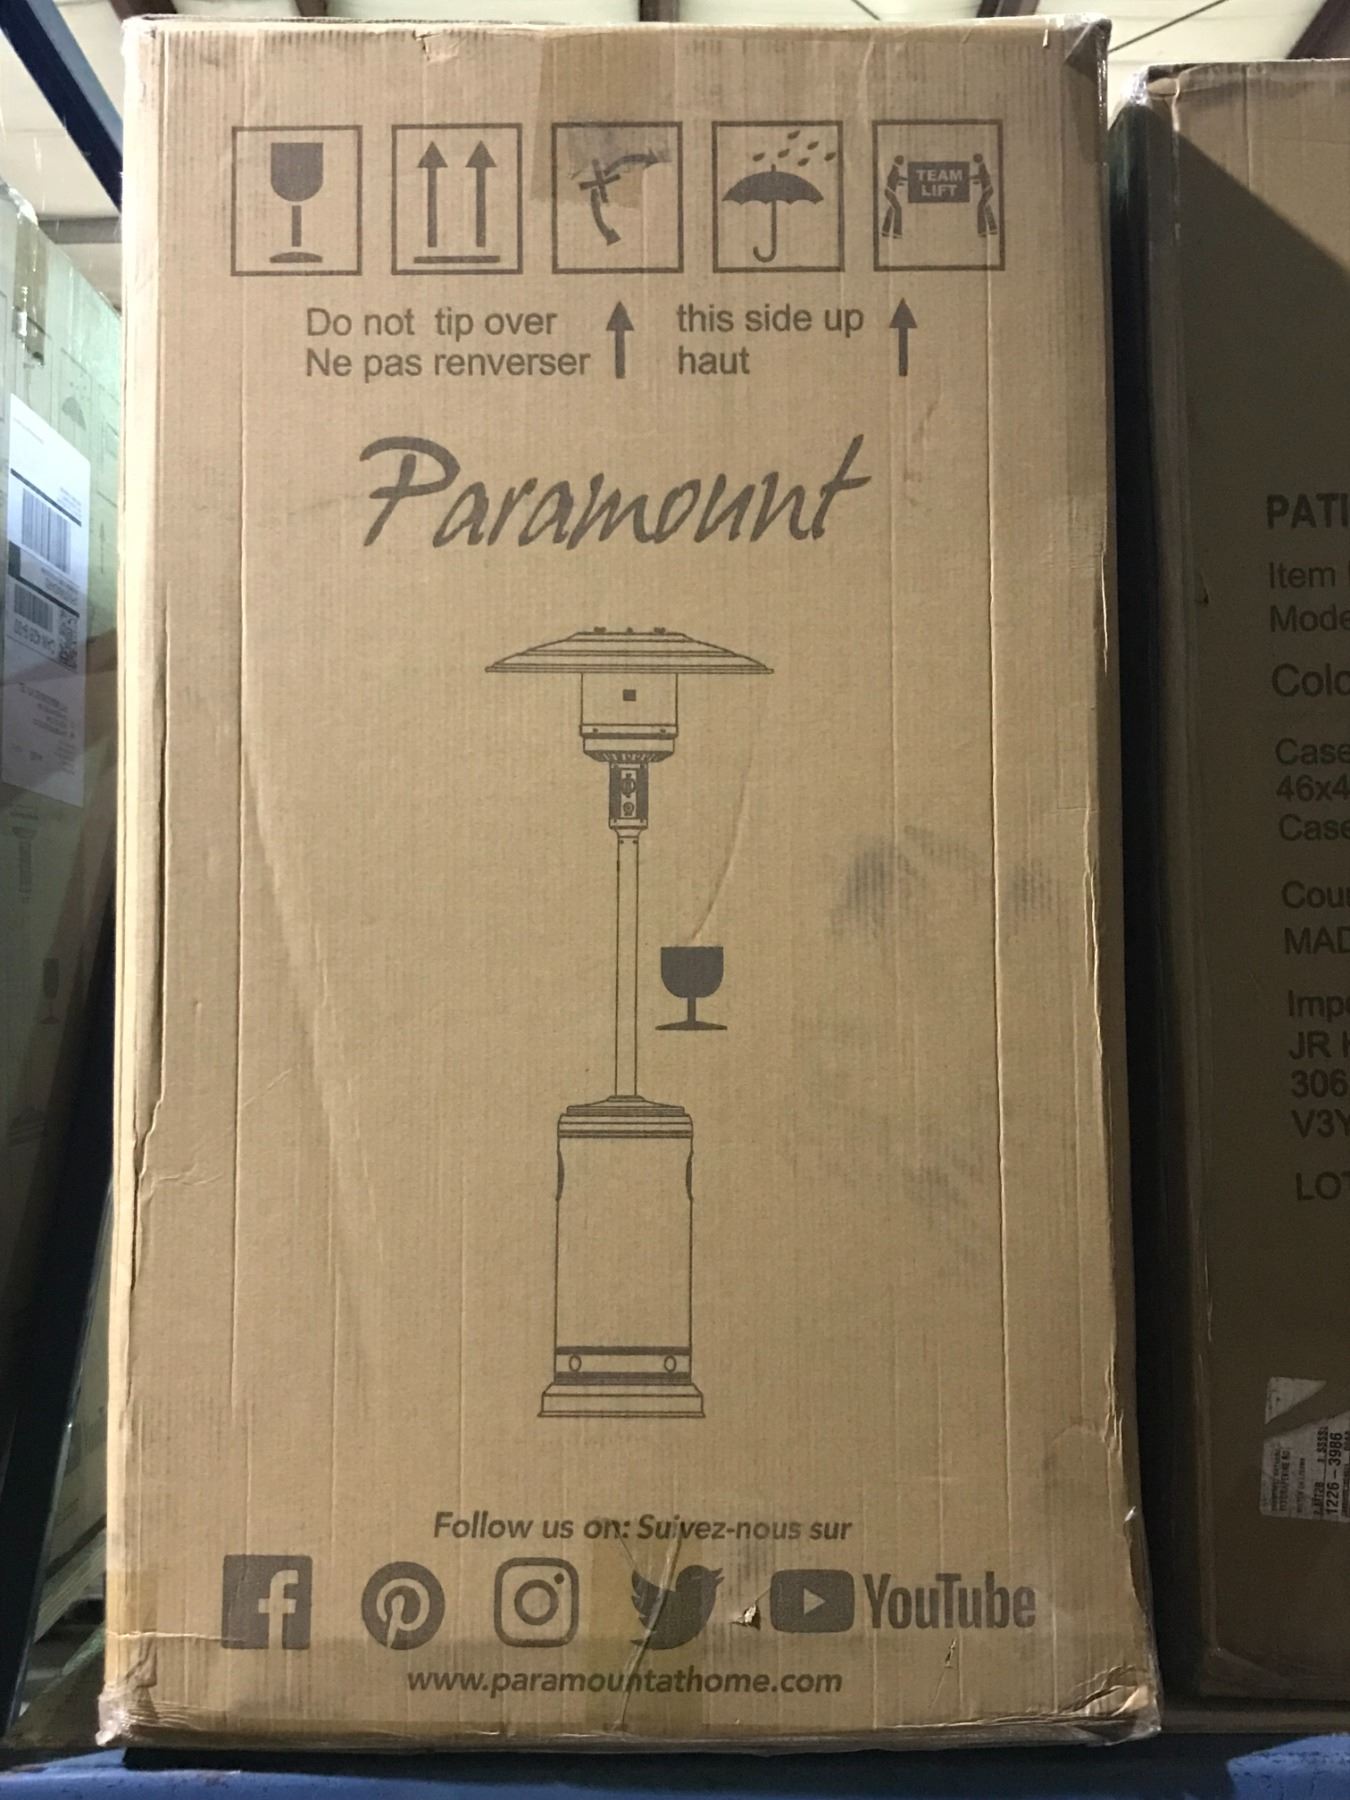 TEAM
LIFT
Do not tip over
Ne pas renverser
this side up
haut
Paramount
Follow us on: Suivez-nous sur
YouTube
www.paramountathome.com
PATI
Item
Mode
Colo
Case
46x4
Case
Cou
MAD
Imp
JR
306
V3Y
LOT
1226-3986